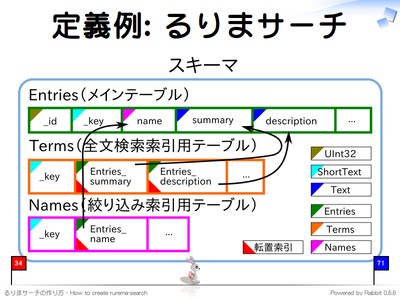 定義例: るりまサーチ
スキーマ
Entries(メインテーブル)
_id _key name summary description ...
Terms(全文検索索引用テーブル)
_key Entries_summary Entries_description ...
Names(絞り込み索引用テーブル)
_key Entries_name ...
UInt32
ShortText
Text
Entries
Terms
転置索引 Names
34 71
るりまサーチの作り方 - How to create rurema-search Powered by Rabbit 0.6.6